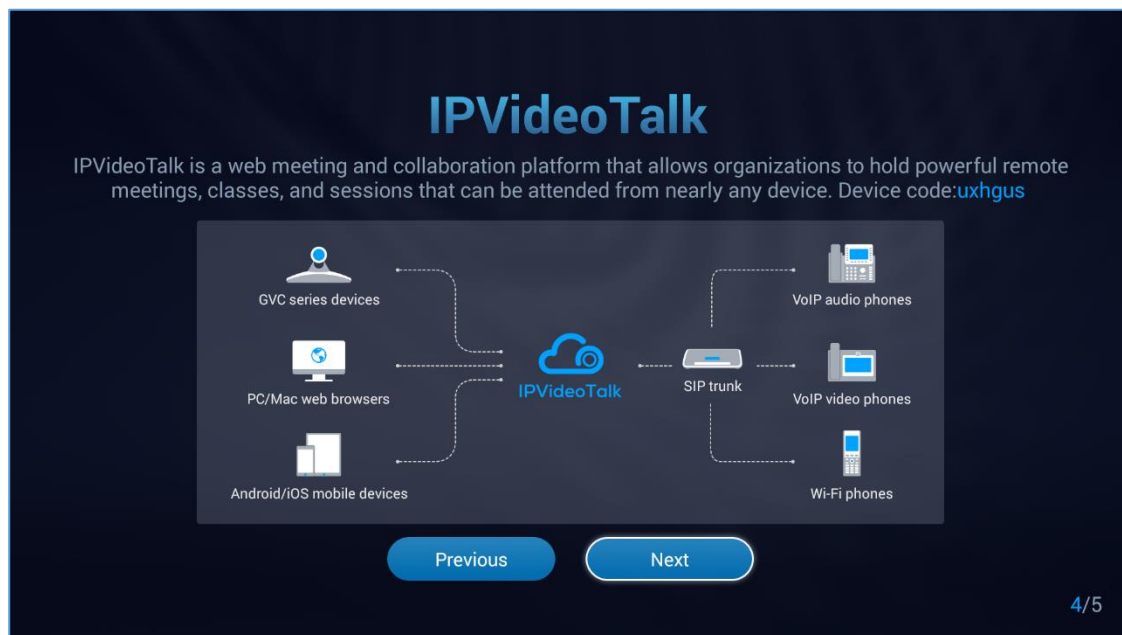 IPVideoTalk
IPVideoTalk is a web meeting and collaboration platform that allows organizations to hold powerful remote
meetings, classes, and sessions that can be attended from nearly any device. Device code:uxhgus
GVC series devices
PC/Mac web browsers
Android/iOS mobile devices
IPVideoTalk
SIP trunk
VoIP audio phones
VoIP video phones
Wi-Fi phones
Previous
Next
4/5